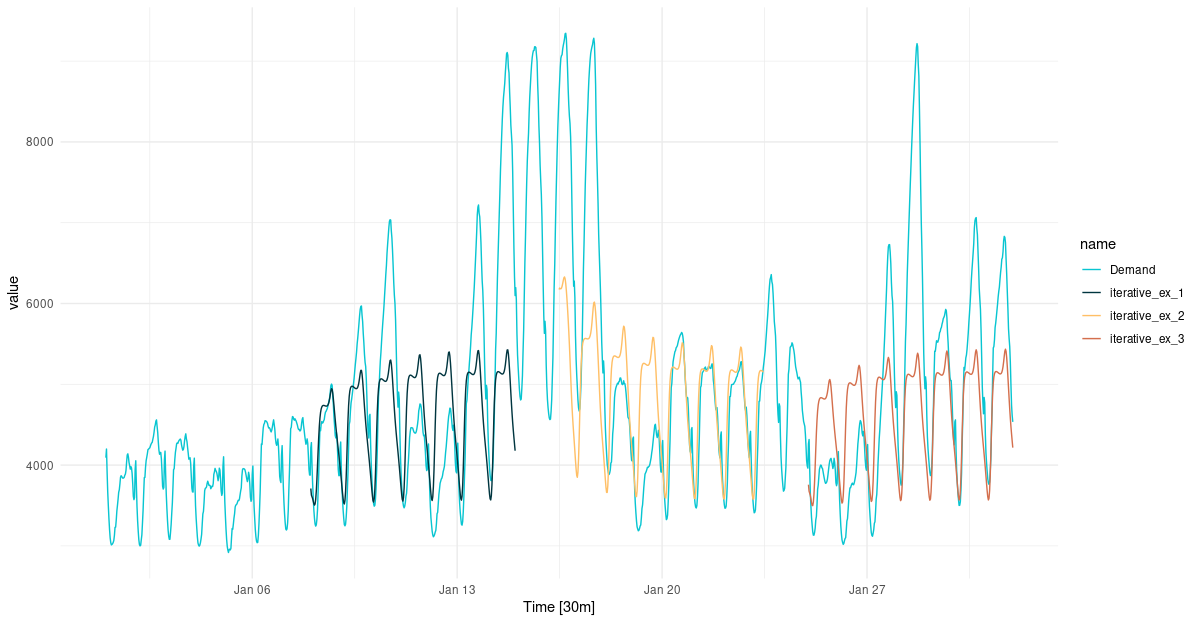 value
8000
6000
4000
Jan 06
Jan 13
Jan 20
Jan 27
Time [30m]
name
Demand
iterative_ex_1
iterative_ex_2
iterative_ex_3